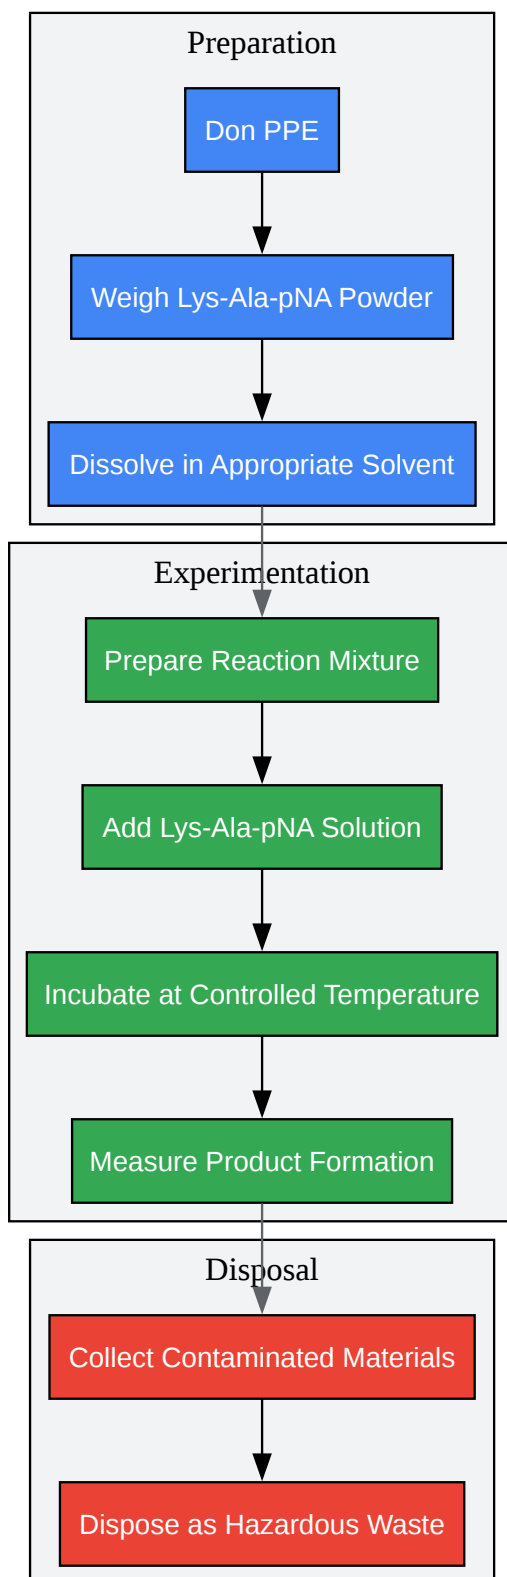 Preparation
Don PPE
Weigh Lys-Ala-pNA Powder
Dissolve in Appropriate Solvent
Experimentation
Prepare Reaction Mixture
Add Lys-Ala-pNA Solution
Incubate at Controlled Temperature
Measure Product Formation
Disposal
Collect Contaminated Materials
Dispose as Hazardous Waste